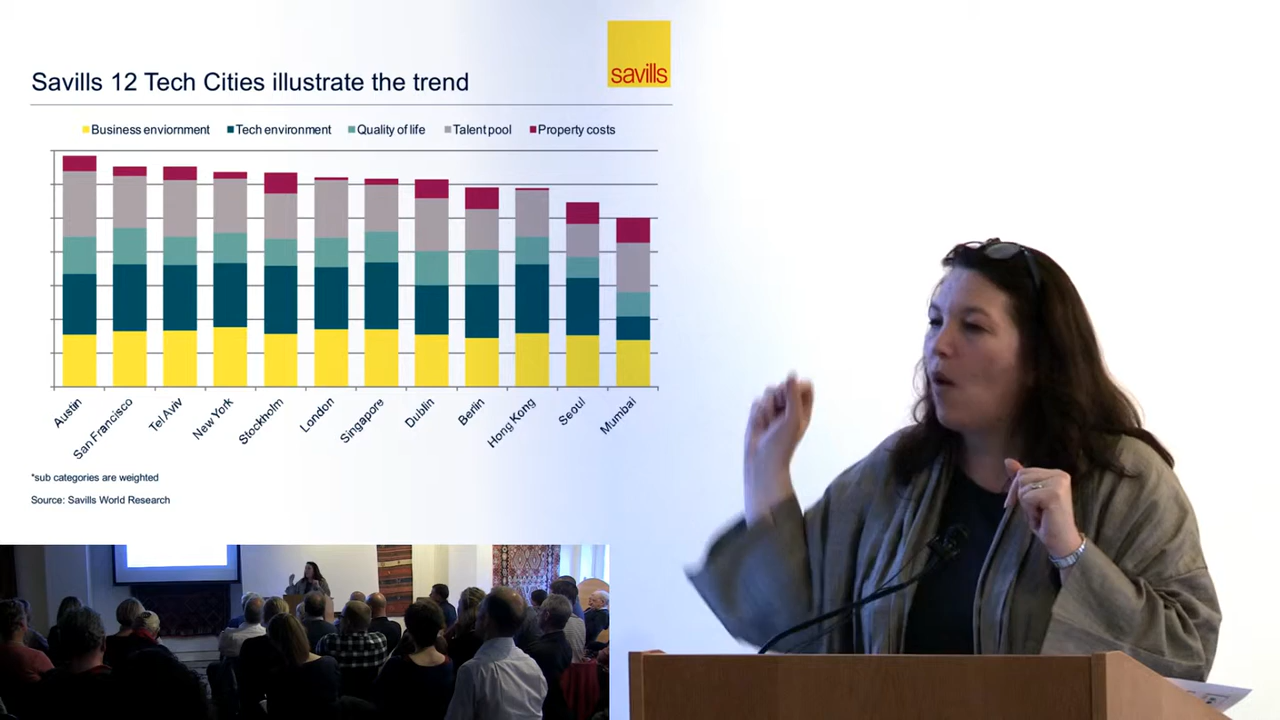 savills
Savills 12 Tech Cities illustrate the trend
Business enviornment Tech environment Quality of life Talent pool Property costs
Austin
San Francisco
Tel Aviv
New York
Stockholm
London
Singapore
Dublin
Berlin
Hong Kong
Seoul
Mumbai
*sub categories are weighted
Source: Savills World Research